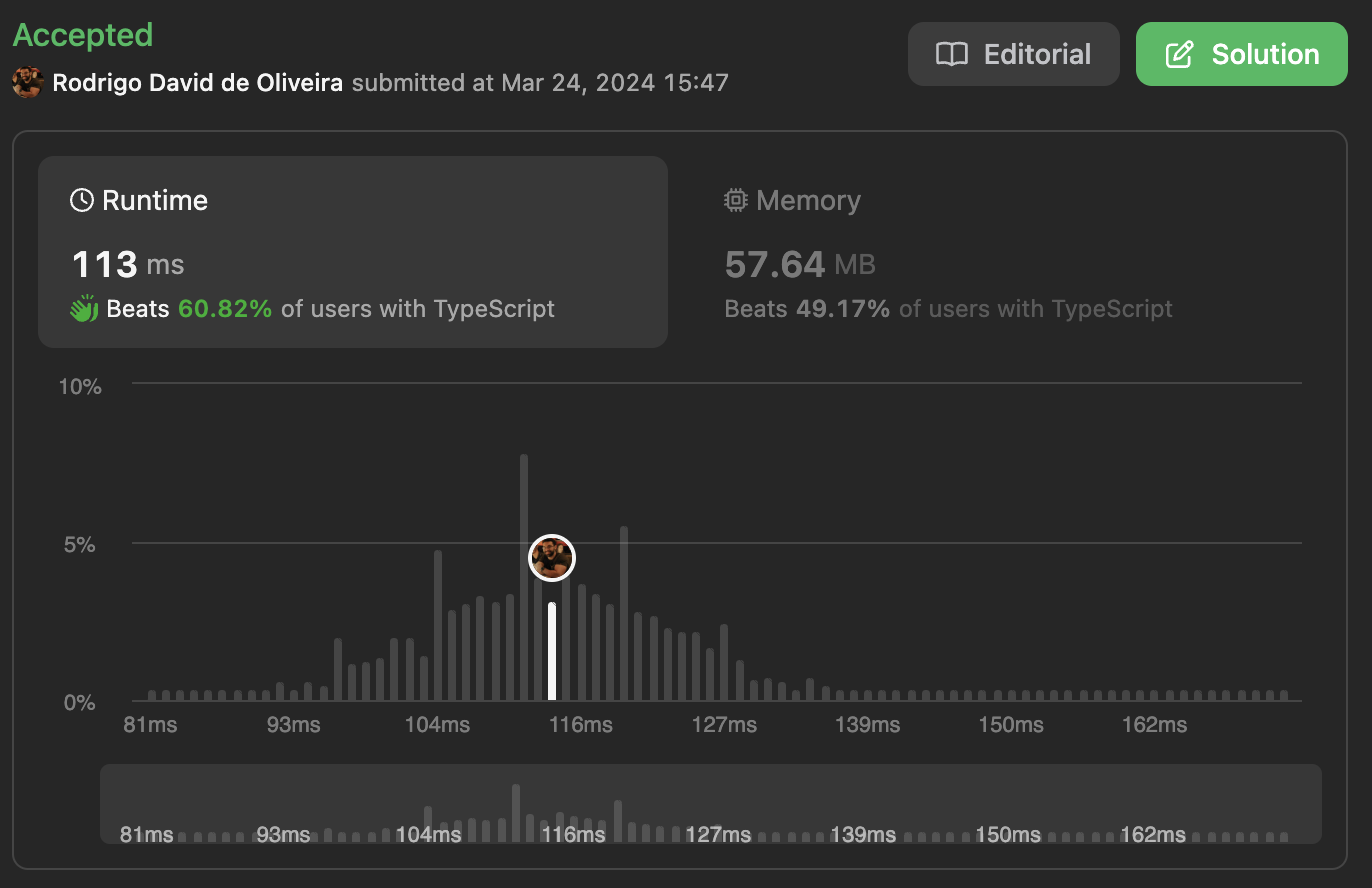 Accepted
Editorial
Solution
Rodrigo David de Oliveira submitted at Mar 24, 2024 15:47
Runtime
Memory
113 ms
57.64 MB
Beats 60.82% of users with TypeScript
Beats 49.17% of users with TypeScript
10%
5%
0%
81ms 93ms 104ms 116ms 127ms 139ms 150ms 162ms
81ms 93ms 104ms 116ms 127ms 139ms 150ms 162ms